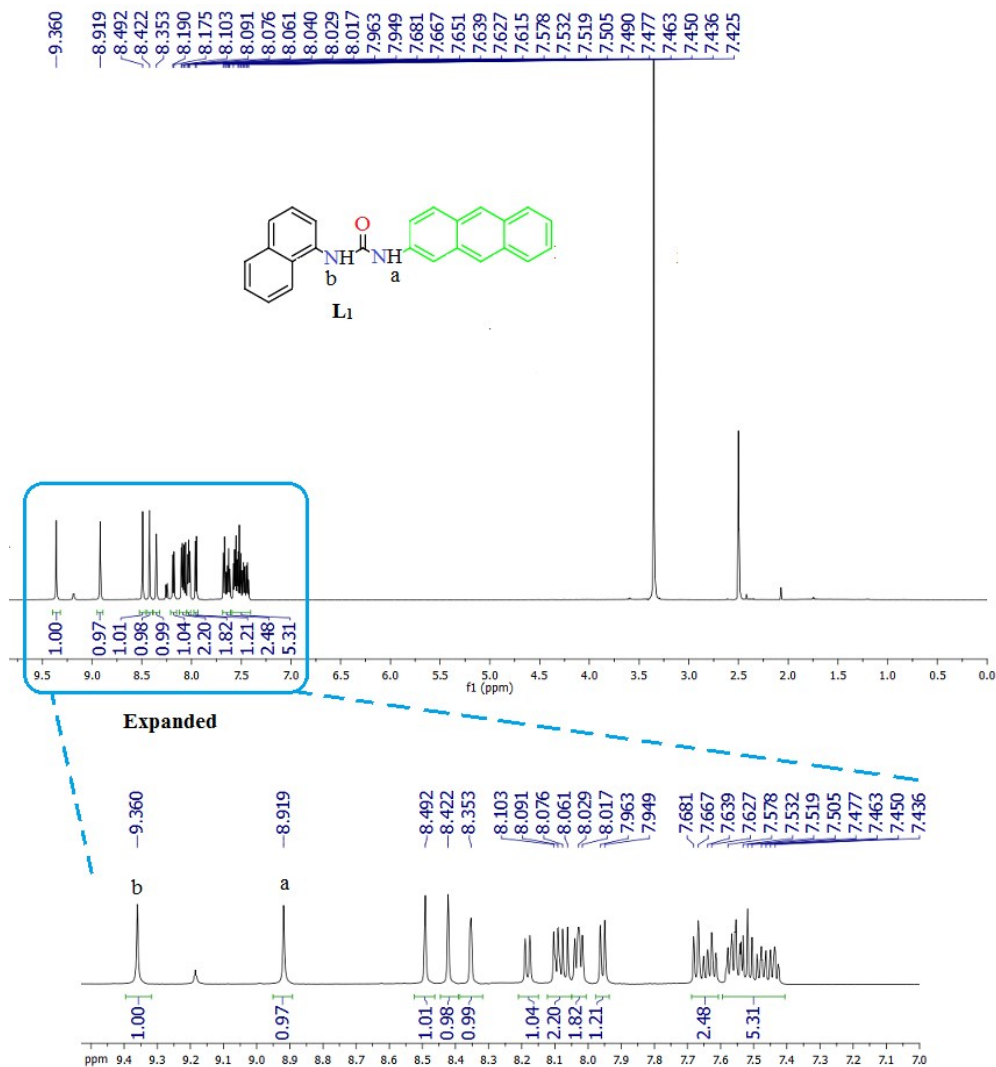 9.360 8.919 8.492 8.422 8.353 8.190 8.175 8.103 8.091 8.076 8.061 8.040 8.029 8.017 7.963 7.949 7.681 7.667 7.651 7.639 7.627 7.615 7.578 7.532 7.519 7.505 7.490 7.477 7.463 7.450 7.436 7.425
O
NH NH
b a
L1
1.00 0.97 1.01 0.98 0.99 1.04 2.20 1.82 1.21 2.48 5.31
9.5 9.0 8.5 8.0 7.5 7.0 6.5 6.0 5.5 5.0 4.5 4.0 3.5 3.0 2.5 2.0 1.5 1.0 0.5 0.0
f1 (ppm)
Expanded
9.360 8.919 8.492 8.422 8.353 8.103 8.091 8.076 8.061 8.029 8.017 7.963 7.949 7.681 7.667 7.639 7.627 7.578 7.532 7.519 7.505 7.477 7.463 7.450 7.436
b a
1.00 0.97 1.01 0.98 0.99 1.04 2.20 1.82 1.21 2.48 5.31
ppm 9.4 9.3 9.2 9.1 9.0 8.9 8.8 8.7 8.6 8.5 8.4 8.3 8.2 8.1 8.0 7.9 7.8 7.7 7.6 7.5 7.4 7.3 7.2 7.1 7.0